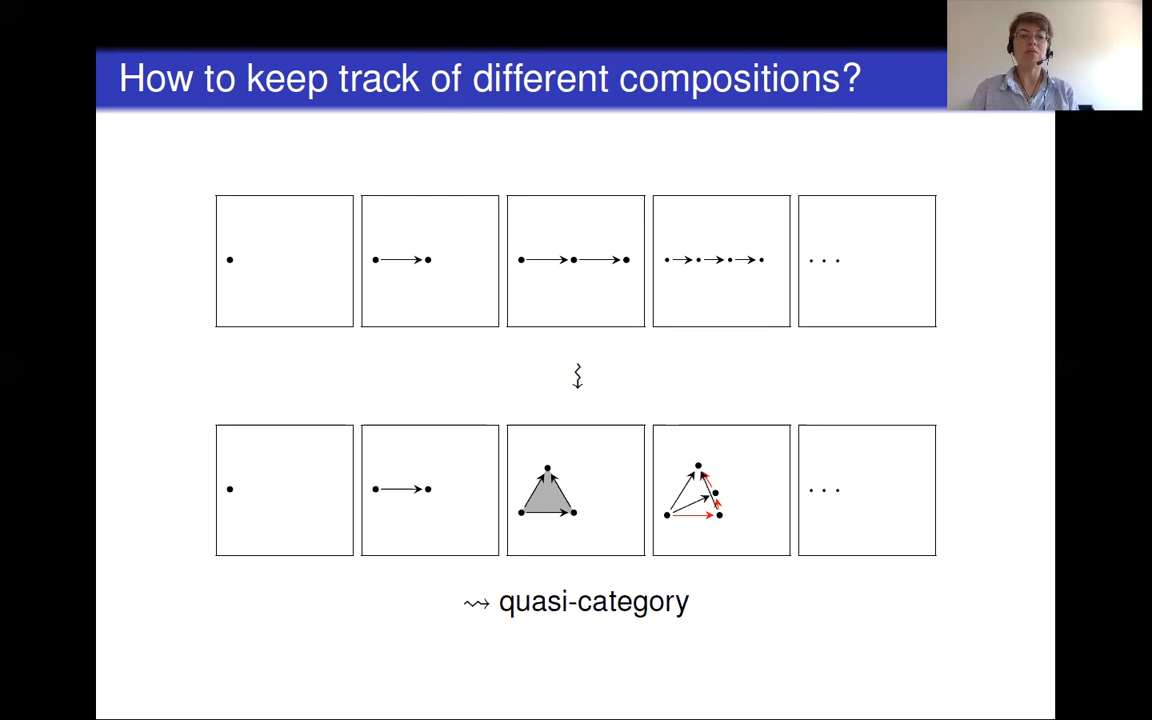 How to keep track of different compositions?
. . .
. . .
⇝ quasi-category